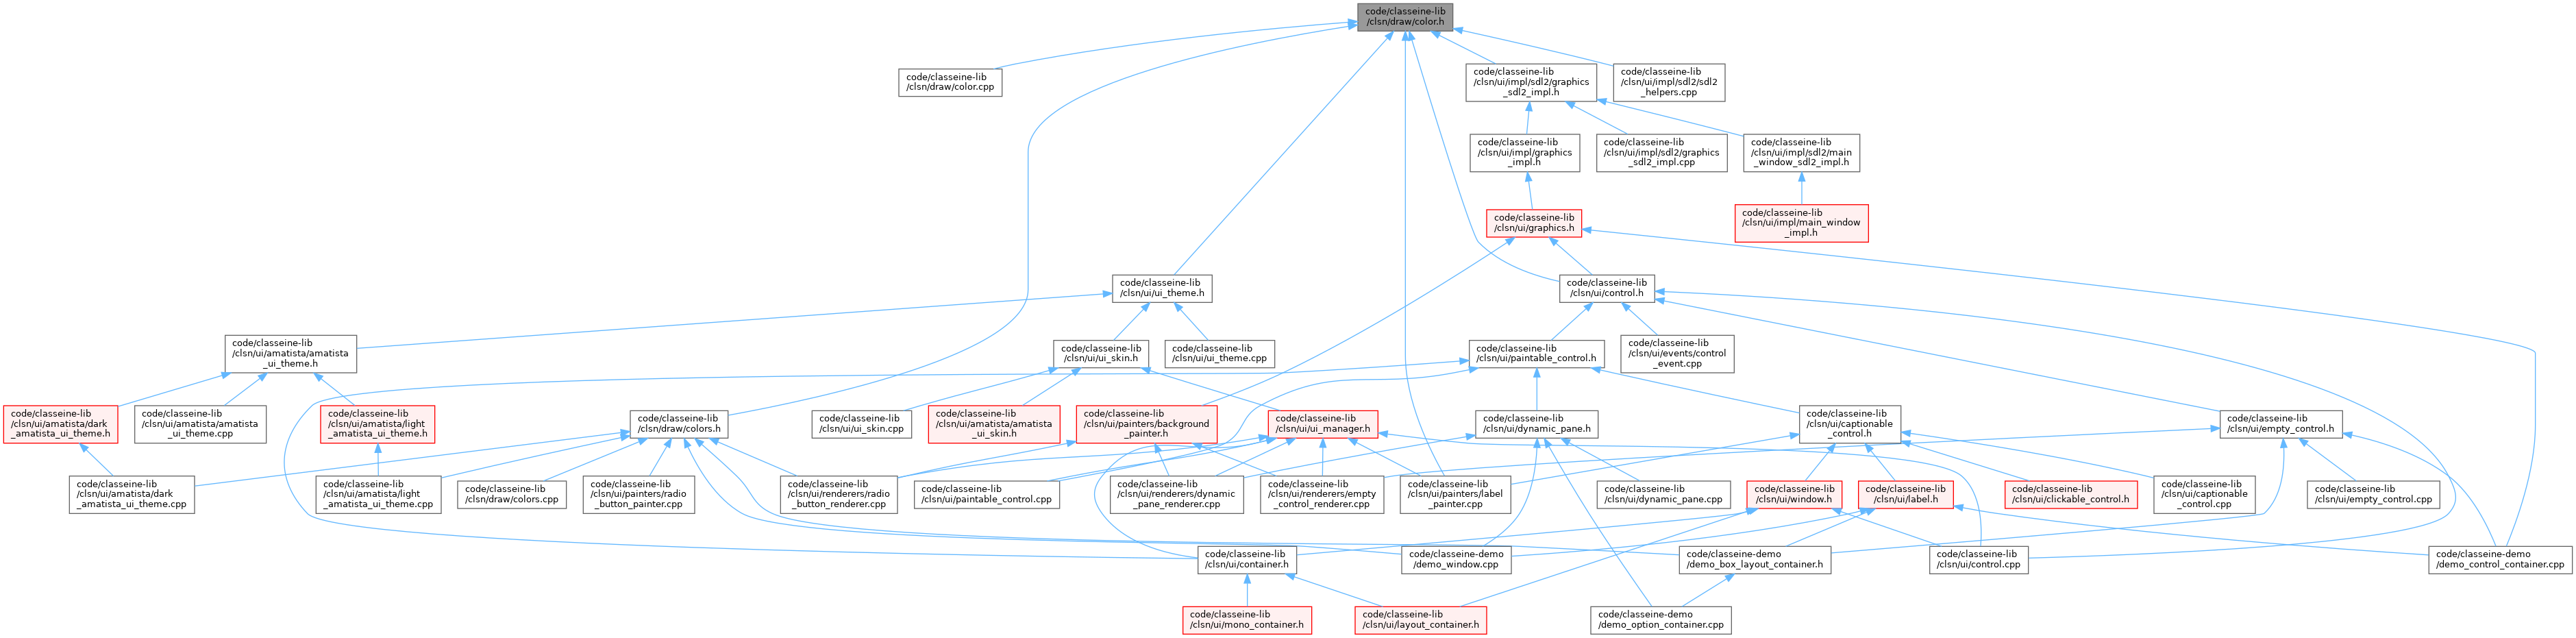 code/classeine-lib
/clsn/draw/color.h
code/classeine-lib
/clsn/draw/color.cpp
code/classeine-lib
/clsn/ui/impl/sdl2/graphics
_sdl2_impl.h
code/classeine-lib
/clsn/ui/impl/sdl2/sdl2
_helpers.cpp
code/classeine-lib
/clsn/ui/impl/graphics
_impl.h
code/classeine-lib
/clsn/ui/impl/sdl2/graphics
_sdl2_impl.cpp
code/classeine-lib
/clsn/ui/impl/sdl2/main
_window_sdl2_impl.h
code/classeine-lib
/clsn/ui/graphics.h
code/classeine-lib
/clsn/ui/impl/main_window
_impl.h
code/classeine-lib
/clsn/ui/ui_theme.h
code/classeine-lib
/clsn/ui/control.h
code/classeine-lib
/clsn/ui/amatista/amatista
_ui_theme.h
code/classeine-lib
/clsn/ui/ui_skin.h
code/classeine-lib
/clsn/ui/ui_theme.cpp
code/classeine-lib
/clsn/ui/paintable_control.h
code/classeine-lib
/clsn/ui/events/control
_event.cpp
code/classeine-lib
/clsn/ui/amatista/dark
_amatista_ui_theme.h
code/classeine-lib
/clsn/ui/amatista/amatista
_ui_theme.cpp
code/classeine-lib
/clsn/ui/amatista/light
_amatista_ui_theme.h
code/classeine-lib
/clsn/draw/colors.h
code/classeine-lib
/clsn/ui/ui_skin.cpp
code/classeine-lib
/clsn/ui/amatista/amatista
_ui_skin.h
code/classeine-lib
/clsn/ui/painters/background
_painter.h
code/classeine-lib
/clsn/ui/ui_manager.h
code/classeine-lib
/clsn/ui/dynamic_pane.h
code/classeine-lib
/clsn/ui/captionable
_control.h
code/classeine-lib
/clsn/ui/empty_control.h
code/classeine-lib
/clsn/ui/amatista/dark
_amatista_ui_theme.cpp
code/classeine-lib
/clsn/ui/amatista/light
_amatista_ui_theme.cpp
code/classeine-lib
/clsn/draw/colors.cpp
code/classeine-lib
/clsn/ui/painters/radio
_button_painter.cpp
code/classeine-lib
/clsn/ui/renderers/radio
_button_renderer.cpp
code/classeine-lib
/clsn/ui/paintable_control.cpp
code/classeine-lib
/clsn/ui/renderers/dynamic
_pane_renderer.cpp
code/classeine-lib
/clsn/ui/renderers/empty
_control_renderer.cpp
code/classeine-lib
/clsn/ui/painters/label
_painter.cpp
code/classeine-lib
/clsn/ui/dynamic_pane.cpp
code/classeine-lib
/clsn/ui/window.h
code/classeine-lib
/clsn/ui/label.h
code/classeine-lib
/clsn/ui/clickable_control.h
code/classeine-lib
/clsn/ui/captionable
_control.cpp
code/classeine-lib
/clsn/ui/empty_control.cpp
code/classeine-lib
/clsn/ui/container.h
code/classeine-demo
/demo_window.cpp
code/classeine-demo
/demo_box_layout_container.h
code/classeine-lib
/clsn/ui/control.cpp
code/classeine-demo
/demo_control_container.cpp
code/classeine-lib
/clsn/ui/mono_container.h
code/classeine-lib
/clsn/ui/layout_container.h
code/classeine-demo
/demo_option_container.cpp